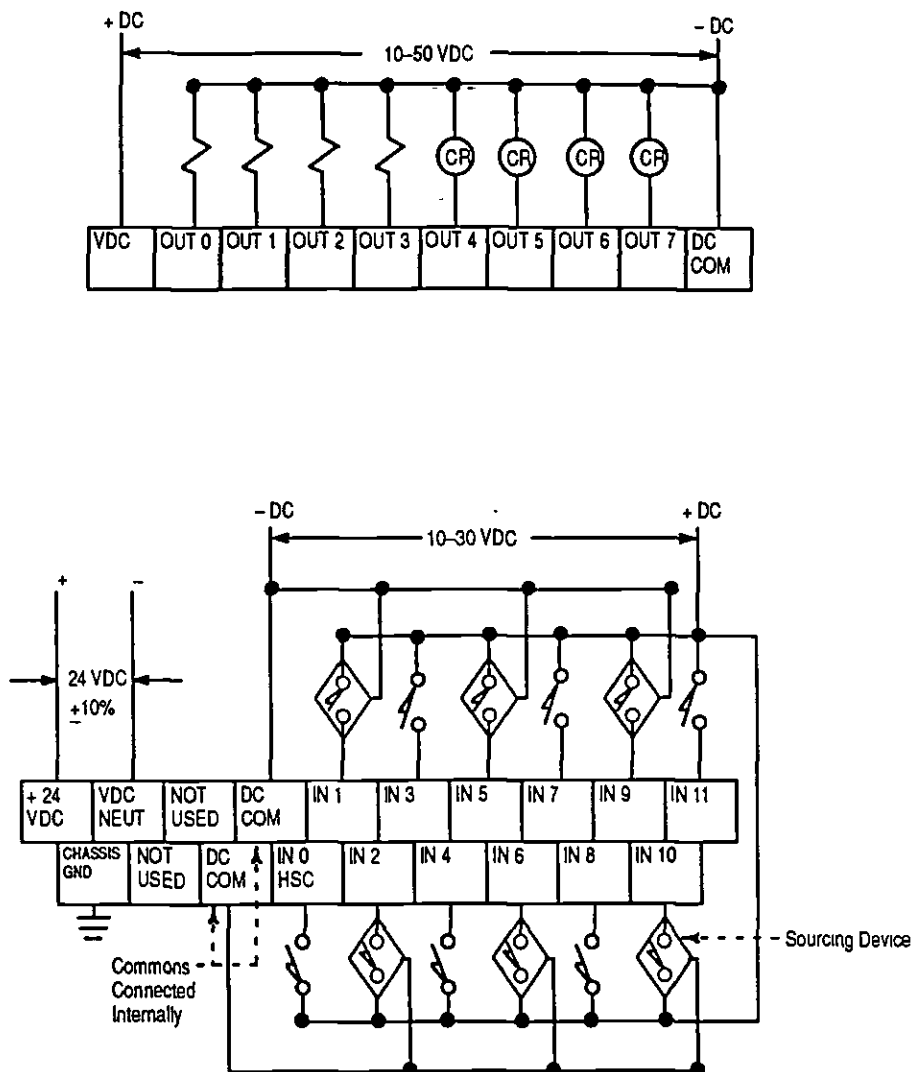 + DC
– DC
10–50 VDC
CR CR CR CR
VDC OUT 0 OUT 1 OUT 2 OUT 3 OUT 4 OUT 5 OUT 6 OUT 7 DC
COM
– DC
+ DC
10–30 VDC
+ –
24 VDC
±10%
+ 24
VDC
VDC
NEUT
NOT
USED
DC
COM
IN 1
IN 3
IN 5
IN 7
IN 9
IN 11
CHASSIS
GND
NOT
USED
DC
COM
IN 0
HSC
IN 2
IN 4
IN 6
IN 8
IN 10
Sourcing Device
Commons
Connected
Internally